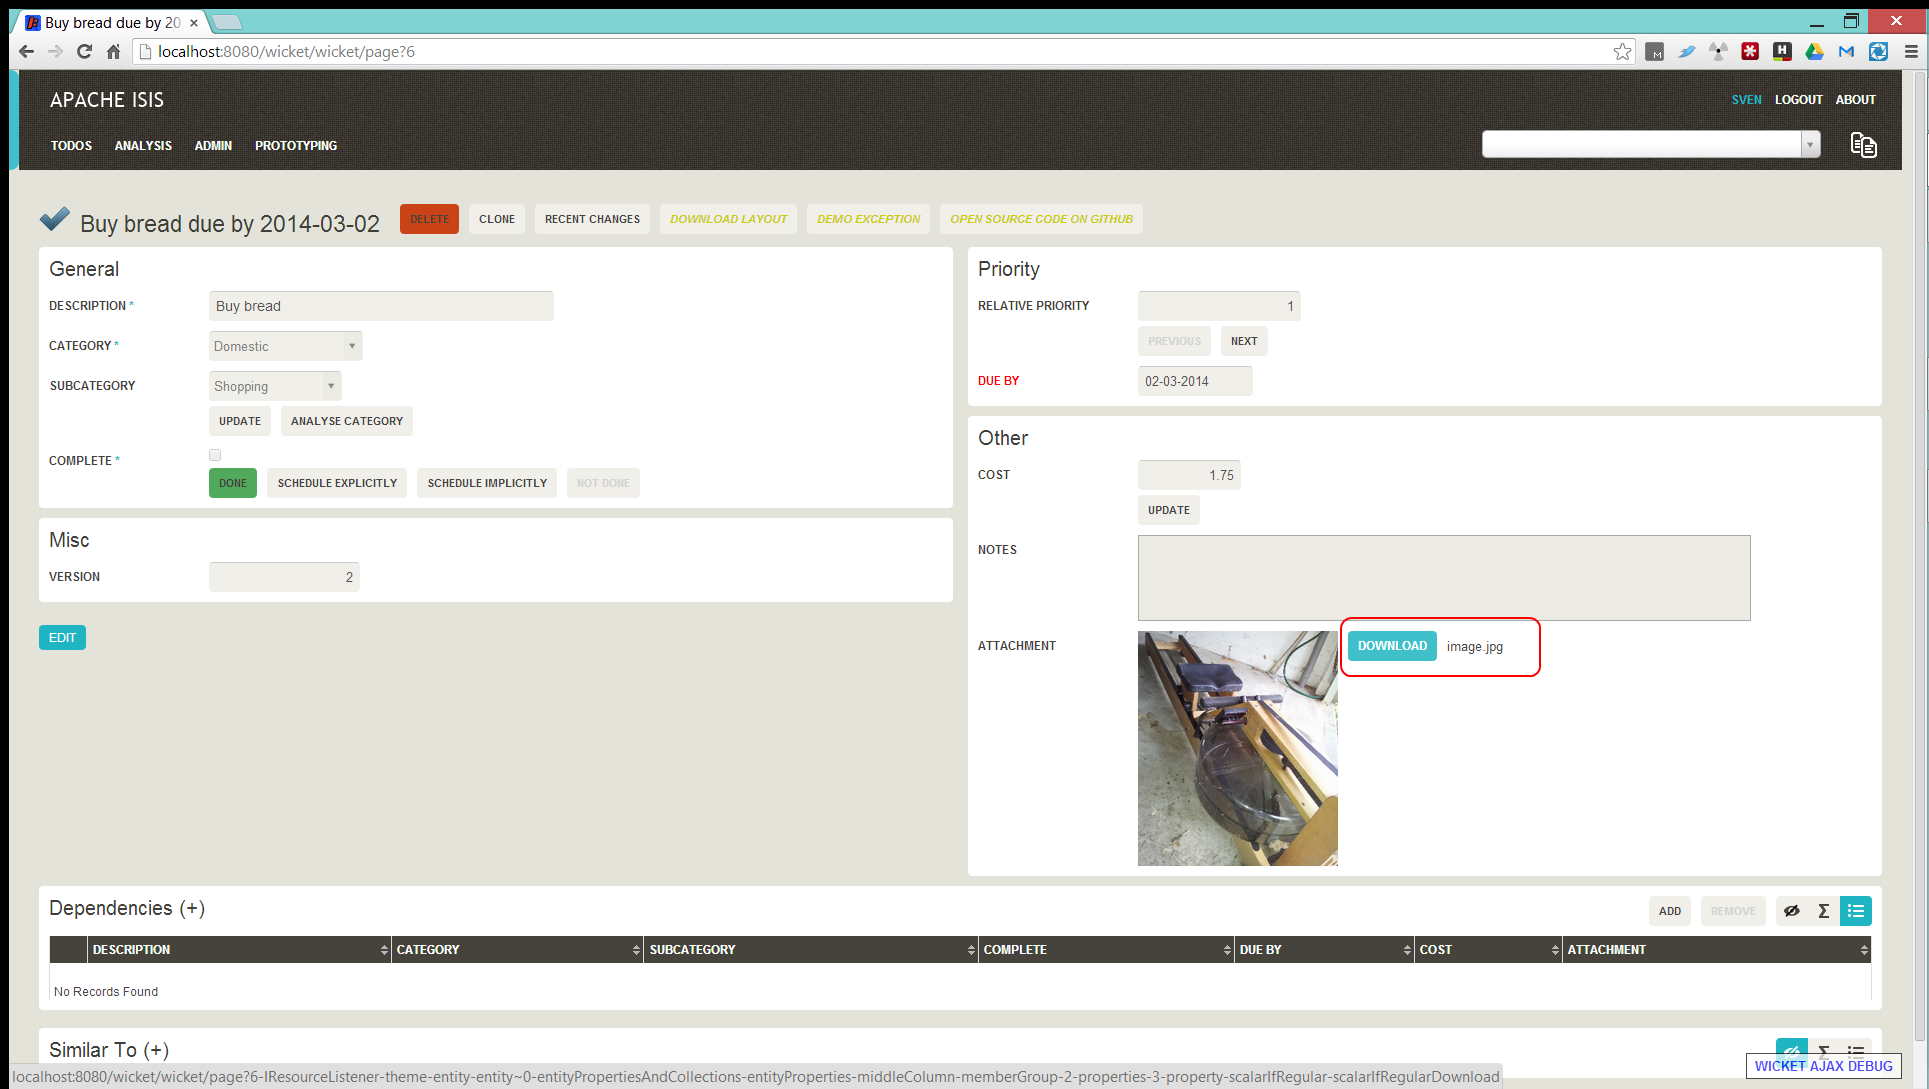 Buy bread due by 20
localhost:8080/wicket/wicket/page?6
APACHE ISIS
SVEN LOGOUT ABOUT
TODOS ANALYSIS ADMIN PROTOTYPING
Buy bread due by 2014-03-02 DELETE CLONE RECENT CHANGES DOWNLOAD LAYOUT DEMO EXCEPTION OPEN SOURCE CODE ON GITHUB
General
DESCRIPTION * Buy bread
CATEGORY * Domestic
SUBCATEGORY Shopping
UPDATE ANALYSE CATEGORY
COMPLETE *
DONE SCHEDULE EXPLICITLY SCHEDULE IMPLICITLY NOT DONE
Misc
VERSION 2
EDIT
Priority
RELATIVE PRIORITY 1
PREVIOUS NEXT
DUE BY 02-03-2014
Other
COST 1.75
UPDATE
NOTES
ATTACHMENT DOWNLOAD image.jpg
Dependencies (+) ADD REMOVE Σ
DESCRIPTION CATEGORY SUBCATEGORY COMPLETE DUE BY COST ATTACHMENT
No Records Found
Similar To (+) Σ
WICKET AJAX DEBUG
localhost:8080/wicket/wicket/page?6-IResourceListener-theme-entity-entity~0-entityPropertiesAndCollections-entityProperties-middleColumn-memberGroup-2-properties-3-property-scalarIfRegular-scalarIfRegularDownload